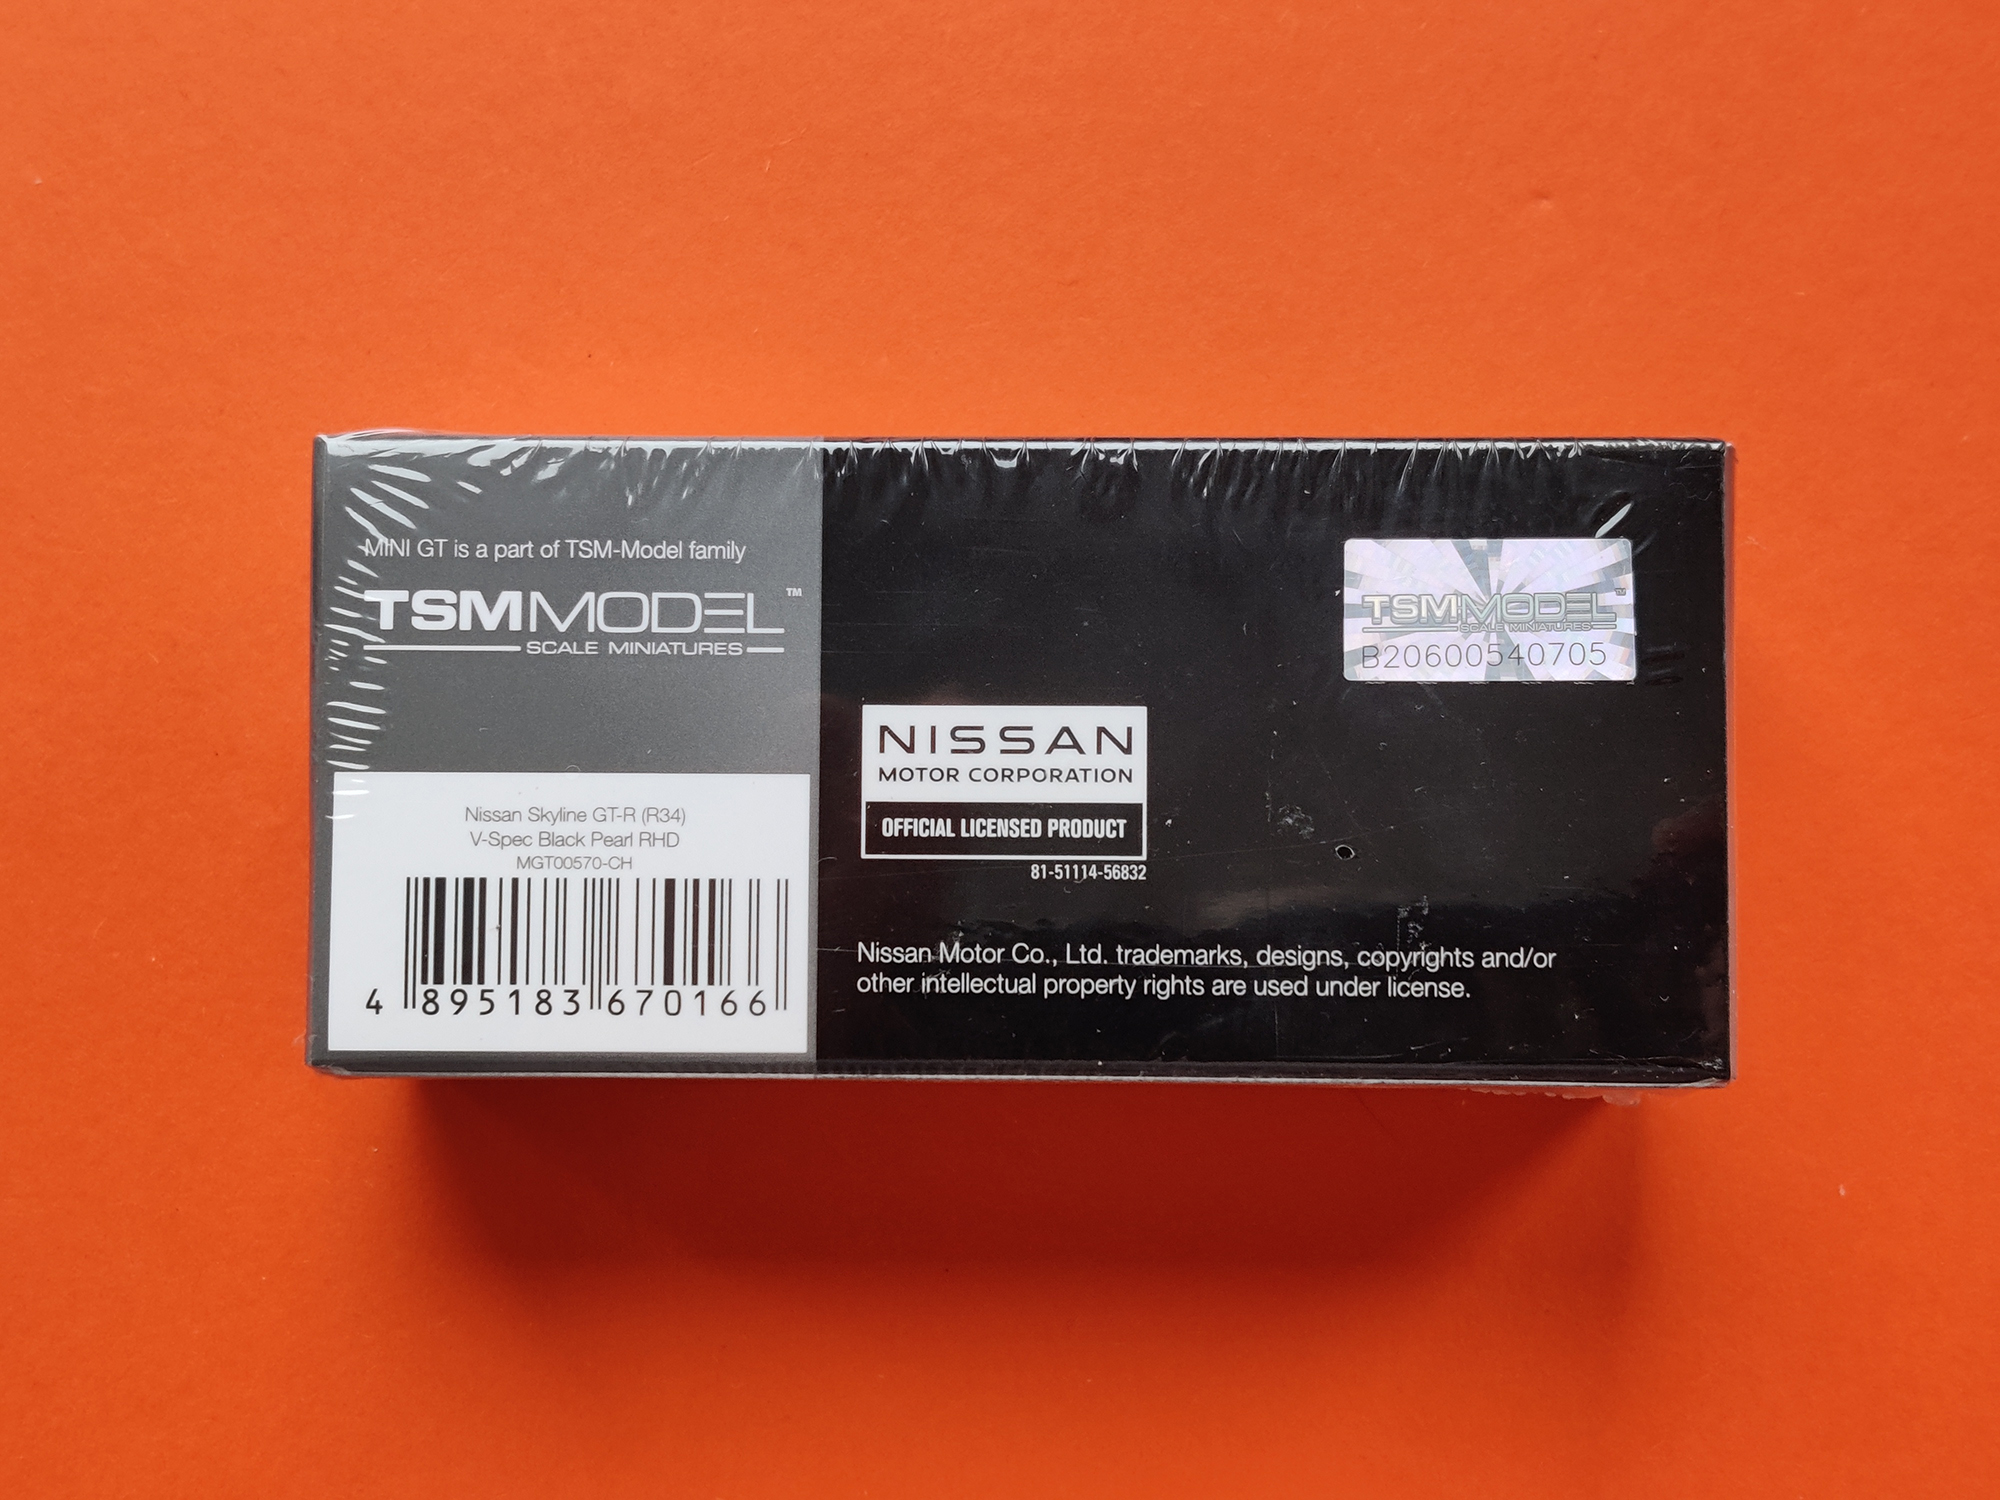 MINI GT is a part of TSM-Model family
TSMMODEL™
SCALE MINIATURES
Nissan Skyline GT-R (R34)
V-Spec Black Pearl RHD
MGT00570-CH
4 895183 670166
TSMMODEL™
SCALE MINIATURES
B20600540705
NISSAN
MOTOR CORPORATION
OFFICIAL LICENSED PRODUCT
81-51114-56832
Nissan Motor Co., Ltd. trademarks, designs, copyrights and/or
other intellectual property rights are used under license.